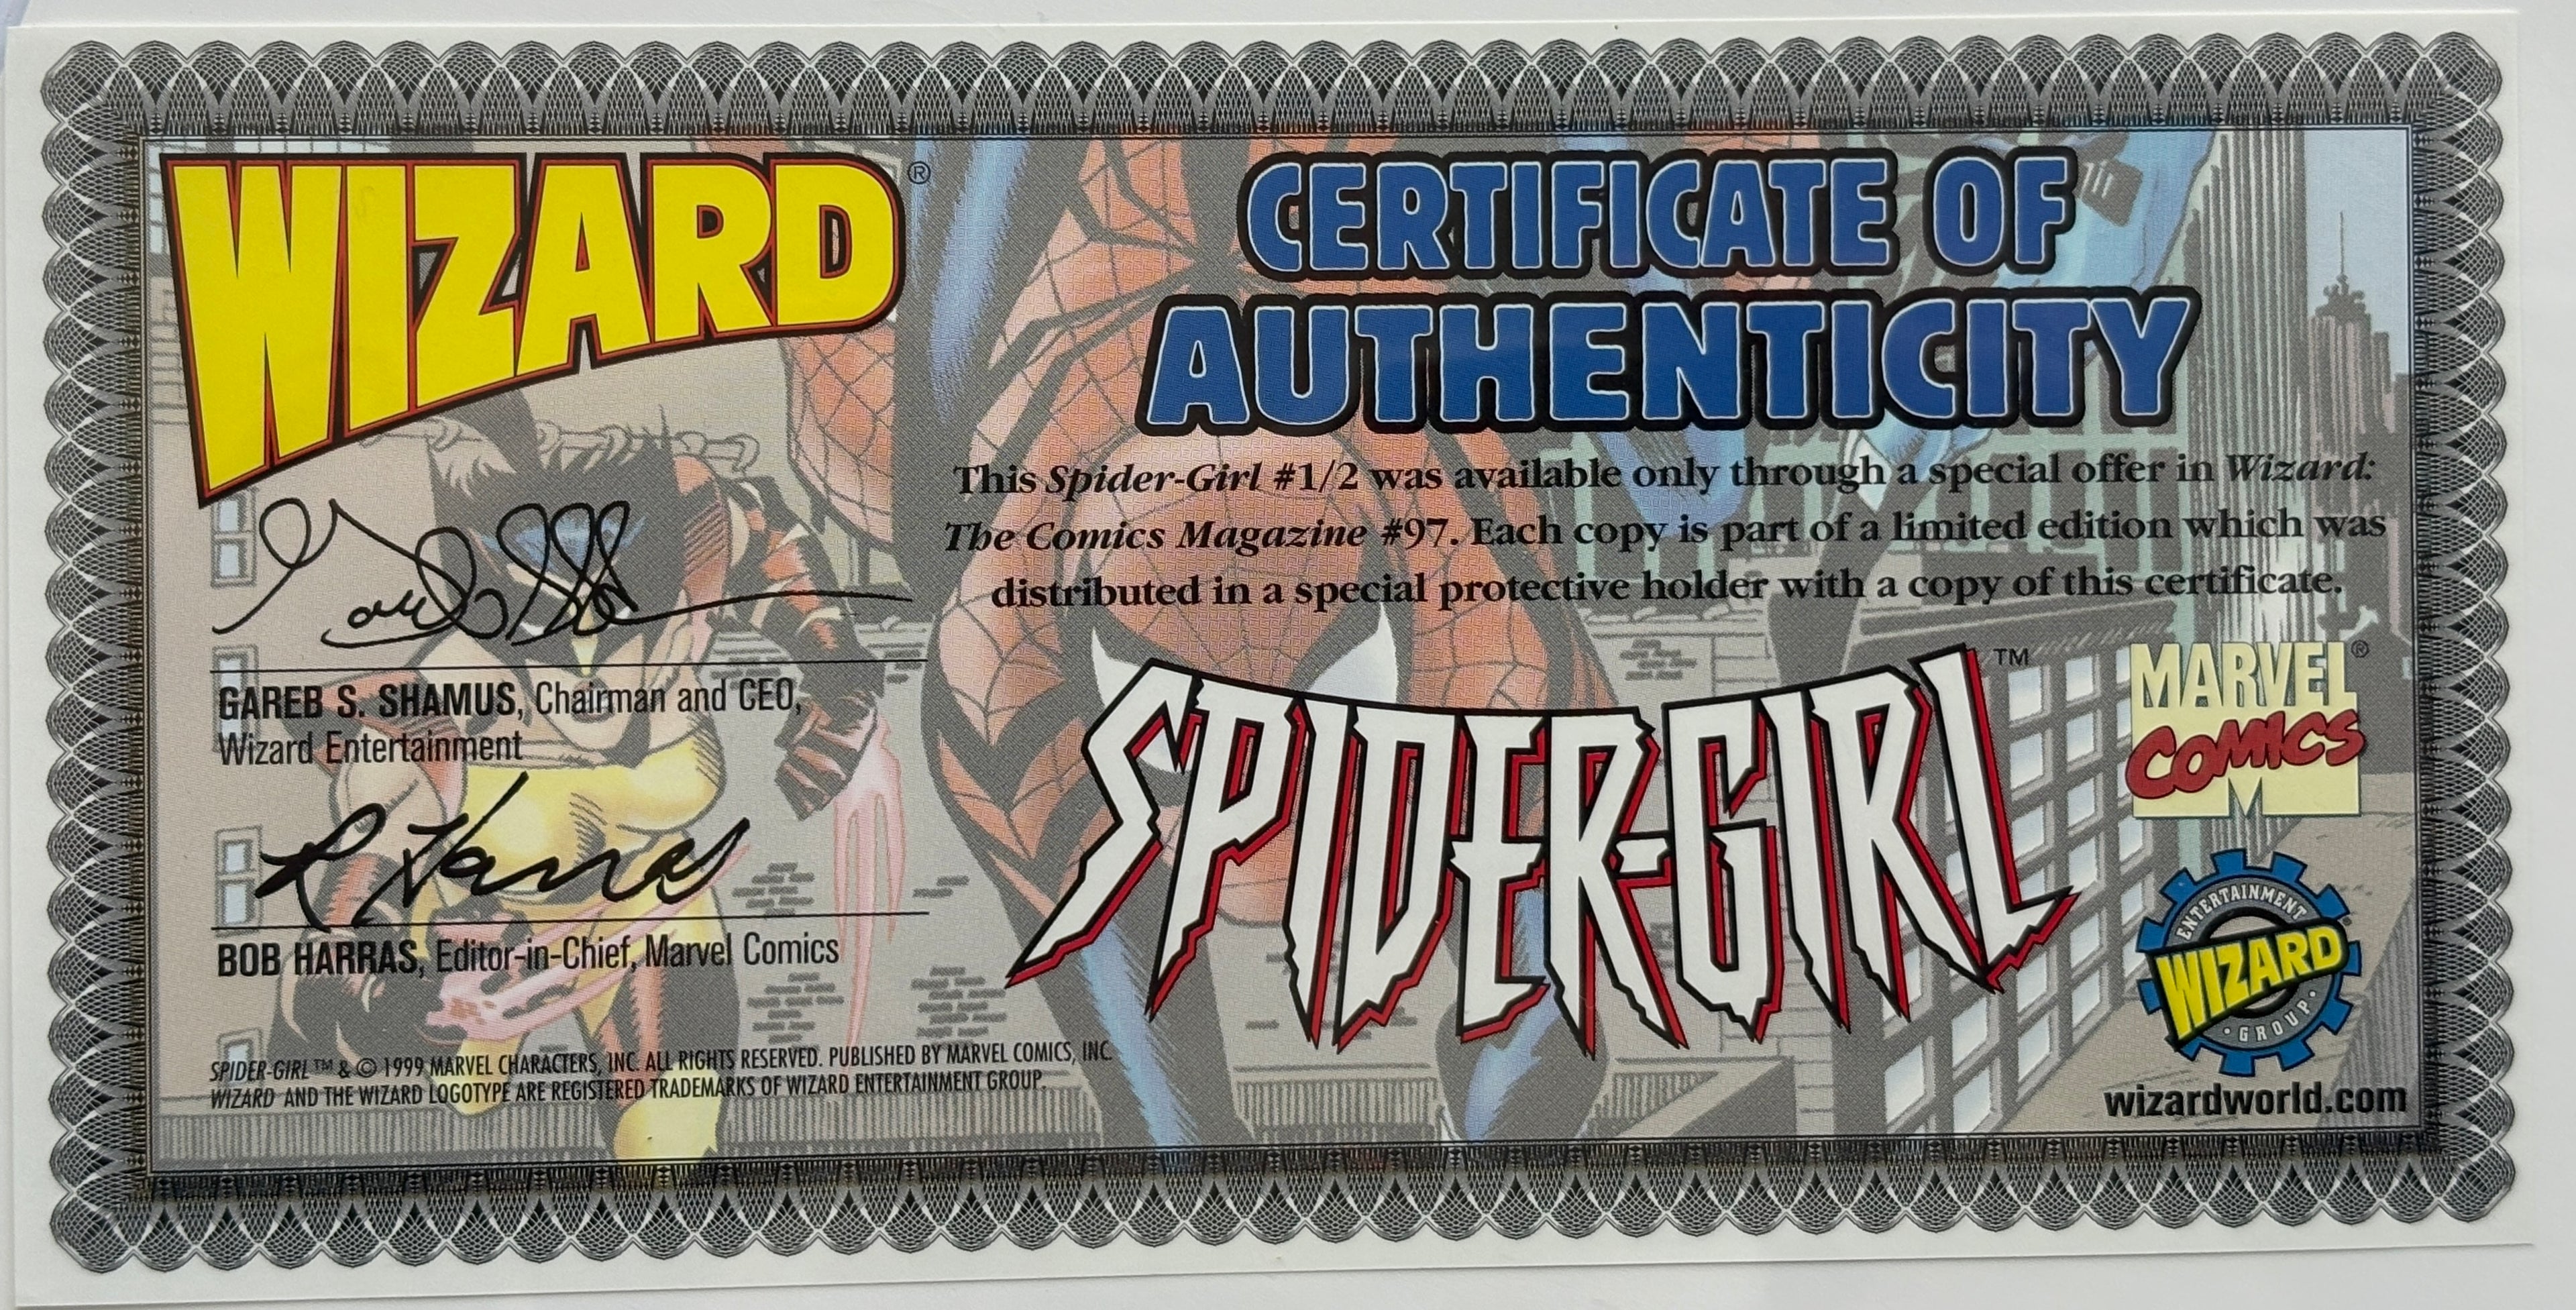 WIZARD®
CERTIFICATE OF
AUTHENTICITY
This Spider-Girl #1/2 was available only through a special offer in Wizard:
The Comics Magazine #97. Each copy is part of a limited edition which was
distributed in a special protective holder with a copy of this certificate.
GAREB S. SHAMUS, Chairman and CEO,
Wizard Entertainment
R Harras
BOB HARRAS, Editor-in-Chief, Marvel Comics
SPIDER-GIRL™
MARVEL®
COMICS
ENTERTAINMENT
WIZARD
·GROUP·
wizardworld.com
SPIDER-GIRL™ & © 1999 MARVEL CHARACTERS, INC. ALL RIGHTS RESERVED. PUBLISHED BY MARVEL COMICS, INC.
WIZARD AND THE WIZARD LOGOTYPE ARE REGISTERED TRADEMARKS OF WIZARD ENTERTAINMENT GROUP.